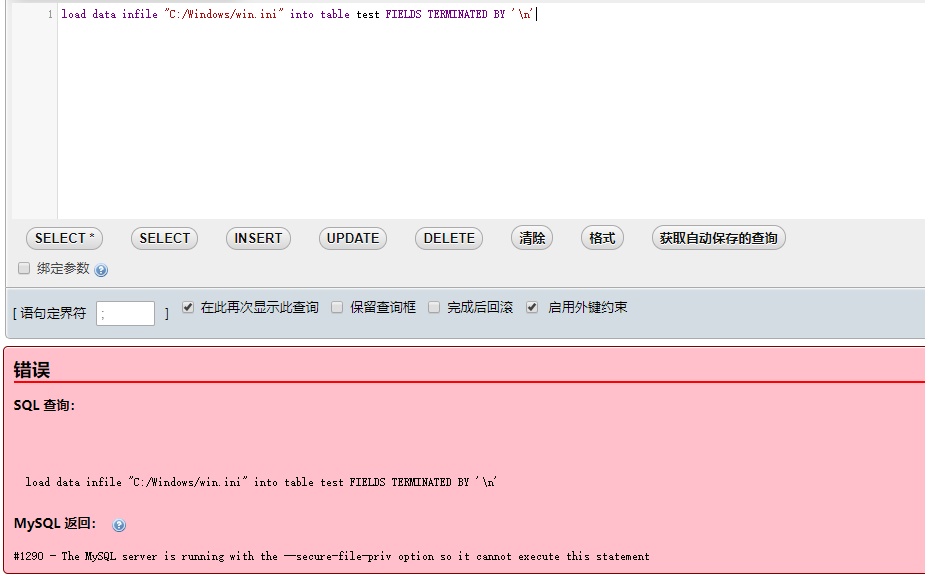 1 load data infile "C:/Windows/win.ini" into table test FIELDS TERMINATED BY '\n'
SELECT * SELECT INSERT UPDATE DELETE 清除 格式 获取自动保存的查询
绑定参数
[ 语句定界符 ; ] 在此再次显示此查询 保留查询框 完成后回滚 启用外键约束
错误
SQL 查询:
load data infile "C:/Windows/win.ini" into table test FIELDS TERMINATED BY '\n'
MySQL 返回:
#1290 - The MySQL server is running with the --secure-file-priv option so it cannot execute this statement